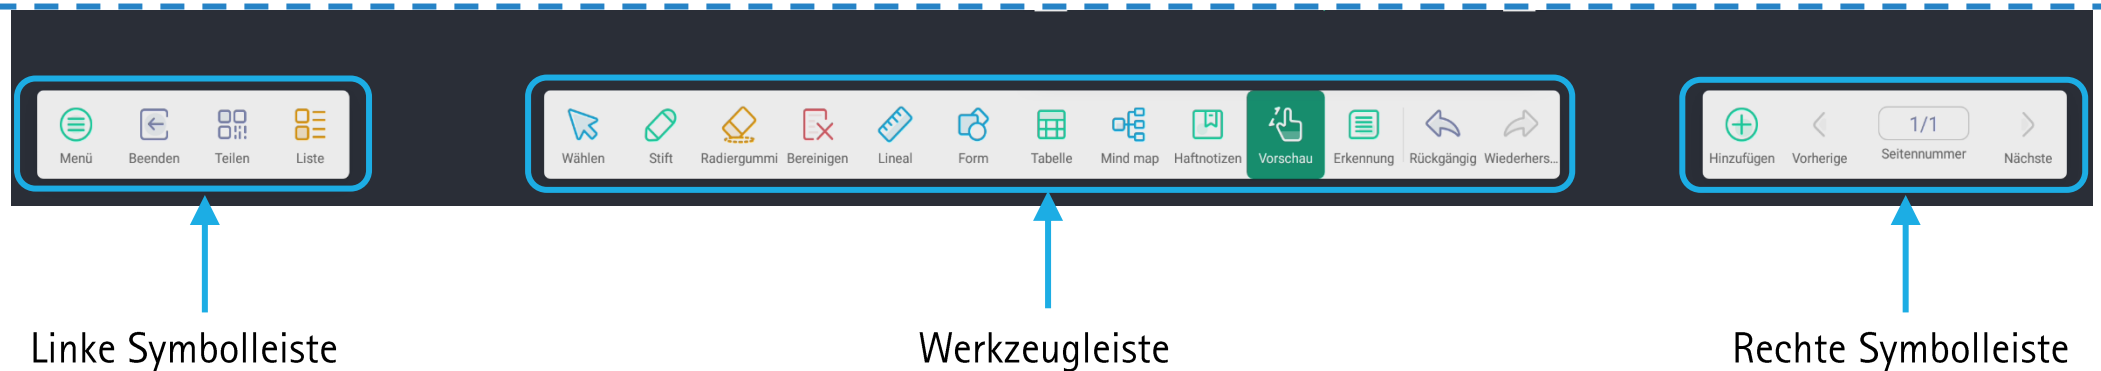 Menü Beenden Teilen Liste
Wählen Stift Radiergummi Bereinigen Lineal Form Tabelle Mind map Haftnotizen Vorschau Erkennung Rückgängig Wiederhers...
1/1
Hinzufügen Vorherige Seitennummer Nächste
Linke Symbolleiste Werkzeugleiste Rechte Symbolleiste